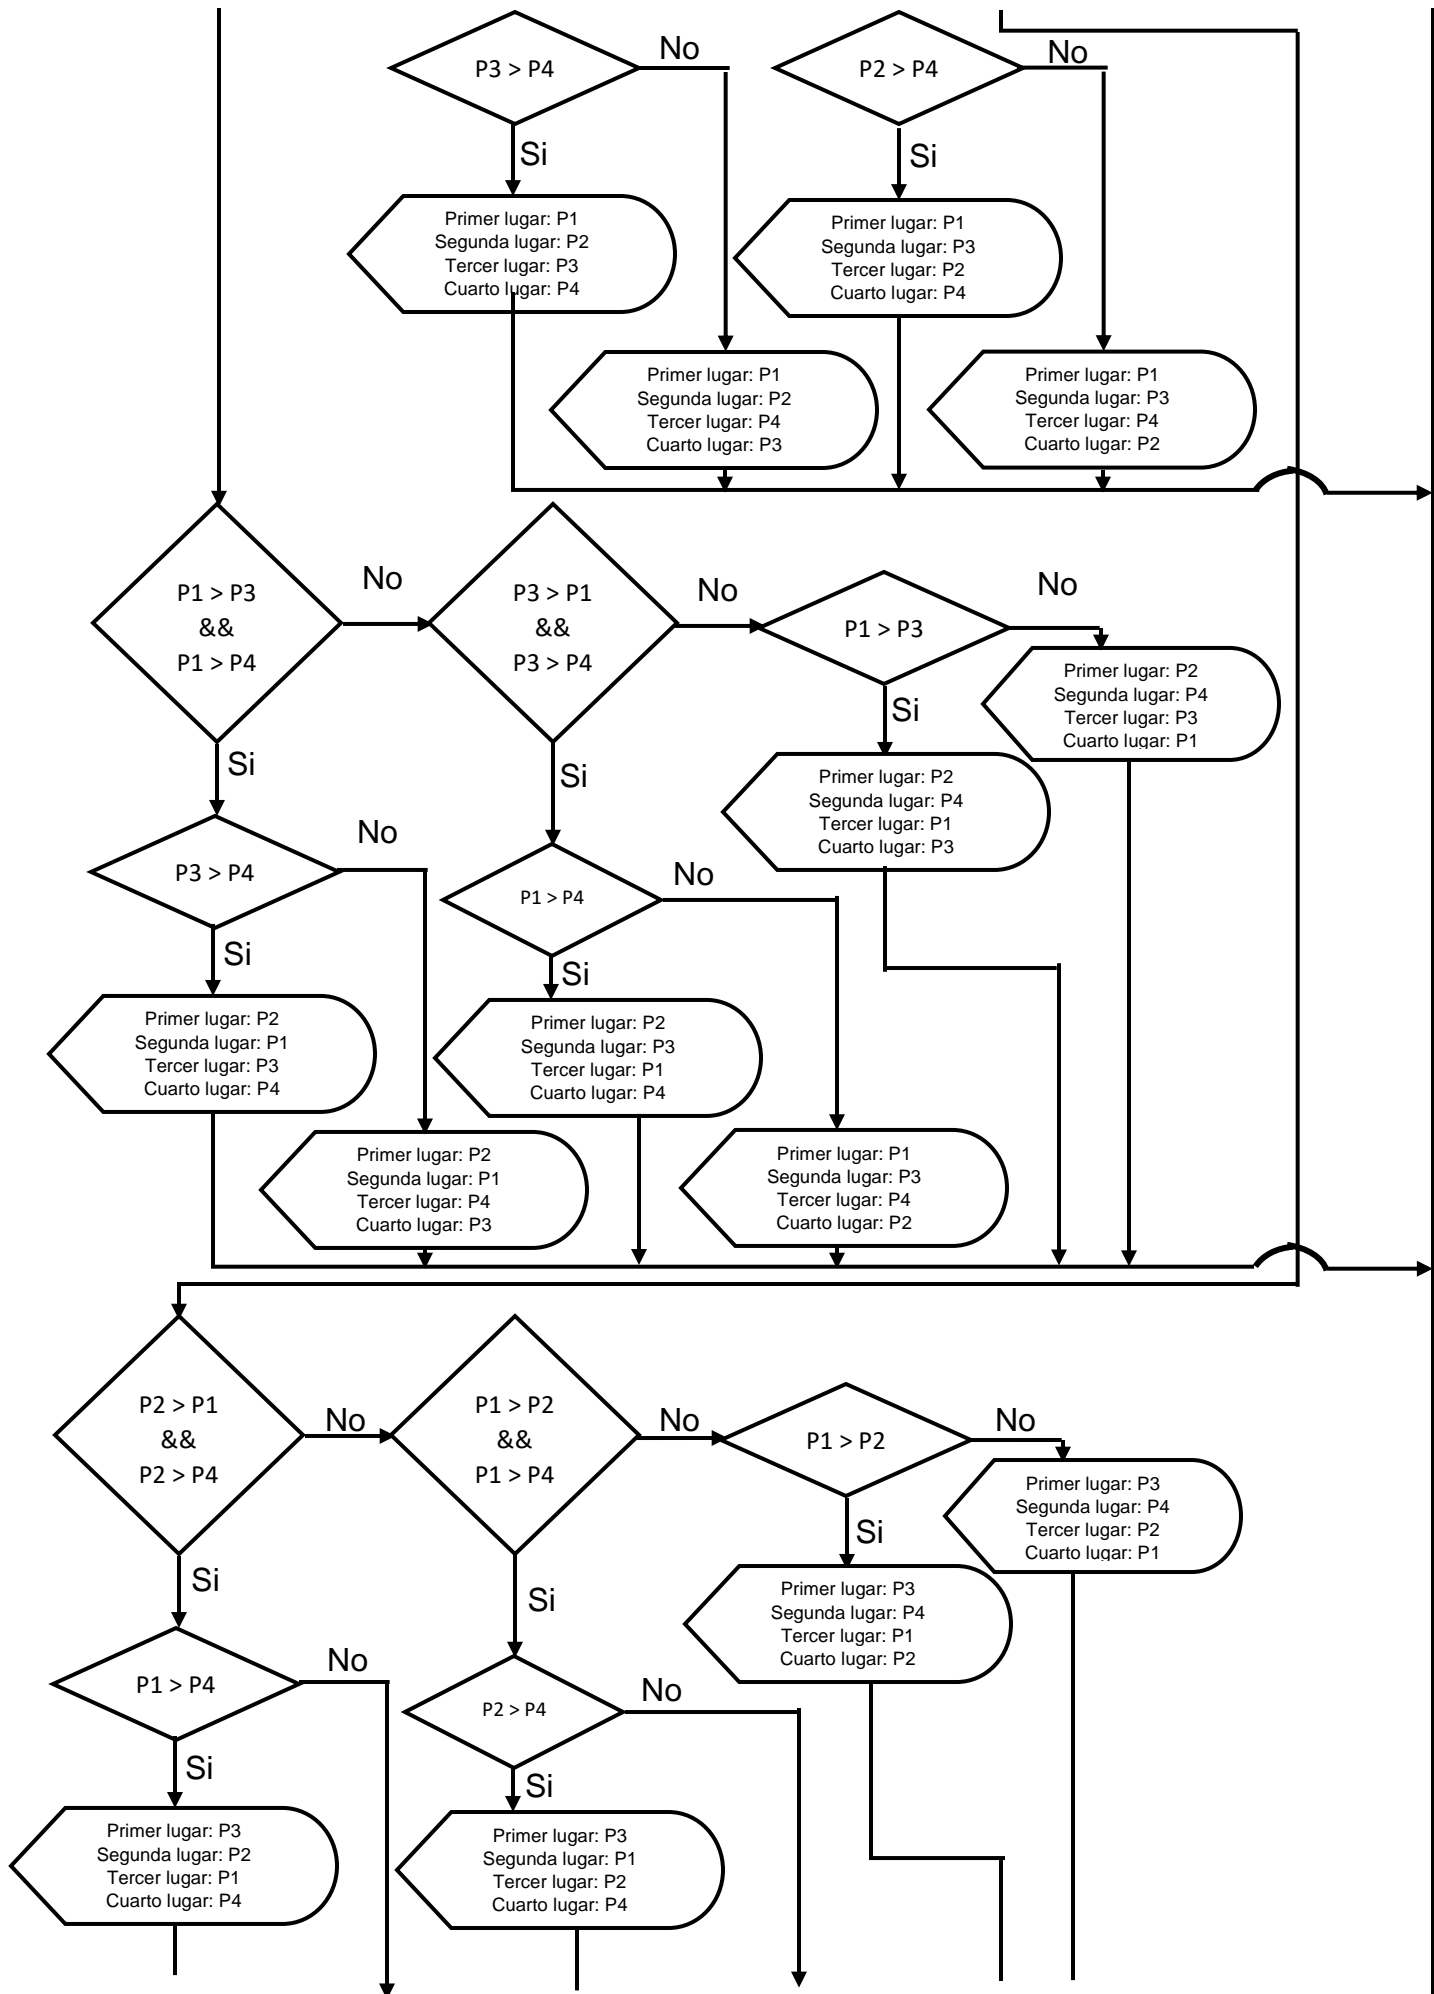 P3 > P4
No
P2 > P4
No
Si
Si
Primer lugar: P1
Segunda lugar: P2
Tercer lugar: P3
Cuarto lugar: P4
Primer lugar: P1
Segunda lugar: P3
Tercer lugar: P2
Cuarto lugar: P4
Primer lugar: P1
Segunda lugar: P2
Tercer lugar: P4
Cuarto lugar: P3
Primer lugar: P1
Segunda lugar: P3
Tercer lugar: P4
Cuarto lugar: P2
P1 > P3
&&
P1 > P4
No
P3 > P1
&&
P3 > P4
No
P1 > P3
No
Primer lugar: P2
Segunda lugar: P4
Tercer lugar: P3
Cuarto lugar: P1
Si
Si
Si
Primer lugar: P2
Segunda lugar: P4
Tercer lugar: P1
Cuarto lugar: P3
P3 > P4
No
P1 > P4
No
Si
Si
Primer lugar: P2
Segunda lugar: P1
Tercer lugar: P3
Cuarto lugar: P4
Primer lugar: P2
Segunda lugar: P3
Tercer lugar: P1
Cuarto lugar: P4
Primer lugar: P2
Segunda lugar: P1
Tercer lugar: P4
Cuarto lugar: P3
Primer lugar: P1
Segunda lugar: P3
Tercer lugar: P4
Cuarto lugar: P2
P2 > P1
&&
P2 > P4
No
P1 > P2
&&
P1 > P4
No
P1 > P2
No
Primer lugar: P3
Segunda lugar: P4
Tercer lugar: P2
Cuarto lugar: P1
Si
Si
Si
Primer lugar: P3
Segunda lugar: P4
Tercer lugar: P1
Cuarto lugar: P2
P1 > P4
No
P2 > P4
No
Si
Si
Primer lugar: P3
Segunda lugar: P2
Tercer lugar: P1
Cuarto lugar: P4
Primer lugar: P3
Segunda lugar: P1
Tercer lugar: P2
Cuarto lugar: P4